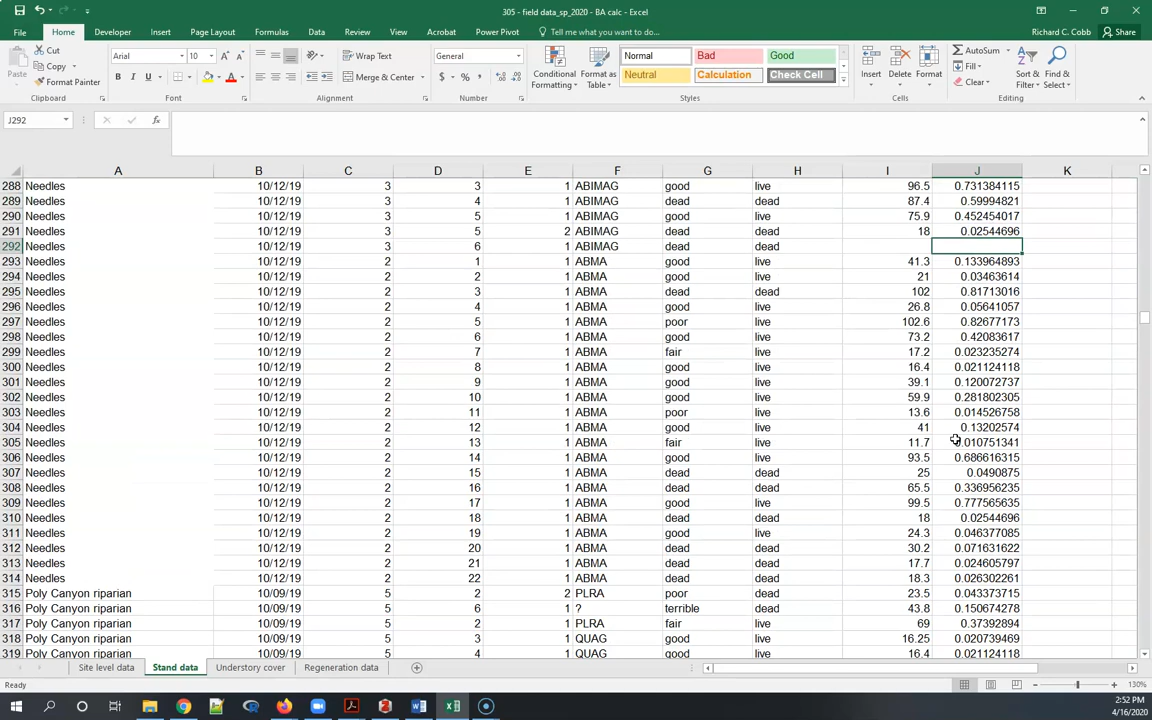 305 - field data_sp_2020 - BA calc - Excel
File Home Developer Insert Page Layout Formulas Data Review View Acrobat Power Pivot Tell me what you want to do... Richard C. Cobb Share
Paste Cut Copy Format Painter Clipboard
Arial 10 B I U Font
Wrap Text Merge & Center Alignment
General $ % , Number
Conditional Formatting Format as Table Normal Bad Good Neutral Calculation Check Cell Styles
Insert Delete Format Cells
AutoSum Fill Clear Sort & Filter Find & Select Editing
J292 fx
A B C D E F G H I J K
288 Needles 10/12/19 3 3 1 ABIMAG good live 96.5 0.731384115
289 Needles 10/12/19 3 4 1 ABIMAG dead dead 87.4 0.59994821
290 Needles 10/12/19 3 5 1 ABIMAG good live 75.9 0.452454017
291 Needles 10/12/19 3 5 2 ABIMAG dead dead 18 0.02544696
292 Needles 10/12/19 3 6 1 ABIMAG dead dead
293 Needles 10/12/19 2 1 1 ABMA good live 41.3 0.133964893
294 Needles 10/12/19 2 2 1 ABMA good live 21 0.03463614
295 Needles 10/12/19 2 3 1 ABMA dead dead 102 0.81713016
296 Needles 10/12/19 2 4 1 ABMA good live 26.8 0.05641057
297 Needles 10/12/19 2 5 1 ABMA poor live 102.6 0.82677173
298 Needles 10/12/19 2 6 1 ABMA good live 73.2 0.42083617
299 Needles 10/12/19 2 7 1 ABMA fair live 17.2 0.023235274
300 Needles 10/12/19 2 8 1 ABMA good live 16.4 0.021124118
301 Needles 10/12/19 2 9 1 ABMA good live 39.1 0.120072737
302 Needles 10/12/19 2 10 1 ABMA good live 59.9 0.281802305
303 Needles 10/12/19 2 11 1 ABMA poor live 13.6 0.014526758
304 Needles 10/12/19 2 12 1 ABMA good live 41 0.13202574
305 Needles 10/12/19 2 13 1 ABMA fair live 11.7 0.010751341
306 Needles 10/12/19 2 14 1 ABMA good live 93.5 0.686616315
307 Needles 10/12/19 2 15 1 ABMA dead dead 25 0.0490875
308 Needles 10/12/19 2 16 1 ABMA dead dead 65.5 0.336956235
309 Needles 10/12/19 2 17 1 ABMA good live 99.5 0.777565635
310 Needles 10/12/19 2 18 1 ABMA dead dead 18 0.02544696
311 Needles 10/12/19 2 19 1 ABMA good live 24.3 0.046377085
312 Needles 10/12/19 2 20 1 ABMA dead dead 30.2 0.071631622
313 Needles 10/12/19 2 21 1 ABMA dead dead 17.7 0.024605797
314 Needles 10/12/19 2 22 1 ABMA dead dead 18.3 0.026302261
315 Poly Canyon riparian 10/09/19 5 2 2 PLRA poor live 23.5 0.043373715
316 Poly Canyon riparian 10/09/19 5 6 1 ? terrible dead 43.8 0.150674278
317 Poly Canyon riparian 10/09/19 5 2 1 PLRA fair live 69 0.37392894
318 Poly Canyon riparian 10/09/19 5 3 1 QUAG good live 16.25 0.020739469
319 Poly Canyon riparian 10/09/19 5 4 1 QUAG good live 16.4 0.021124118
Site level data Stand data Understory cover Regeneration data
Ready 130%
2:52 PM
4/16/2020